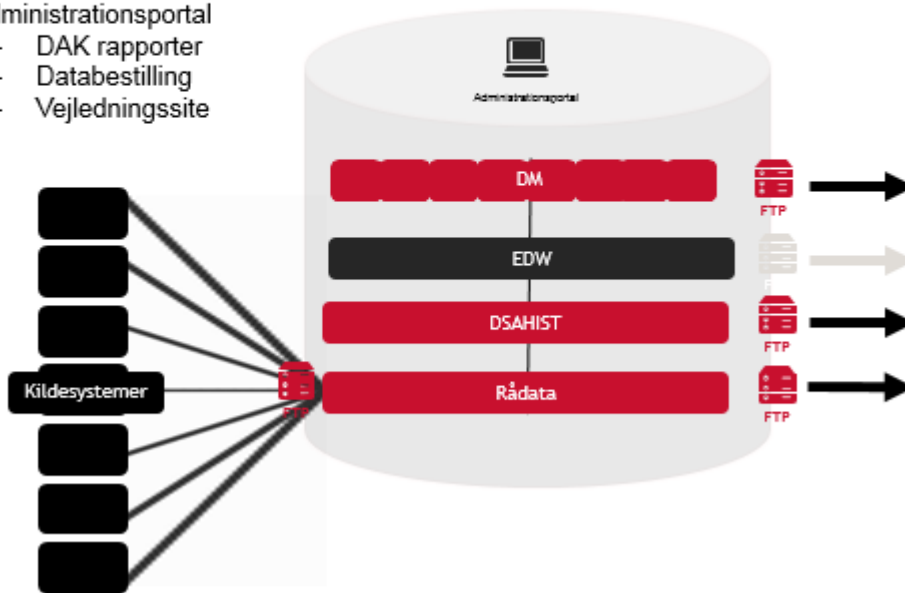 ministrationsportal
- DAK rapporter
- Databestilling
- Vejledningssite
Administrationsportal
DM
FTP
EDW
DSAHIST
FTP
Kildesystemer
FTP
Rådata
FTP